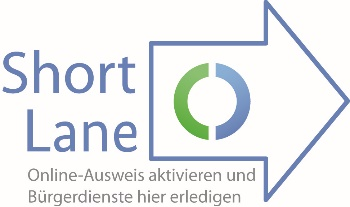 Short
Lane
Online-Ausweis aktivieren und
Bürgerdienste hier erledigen